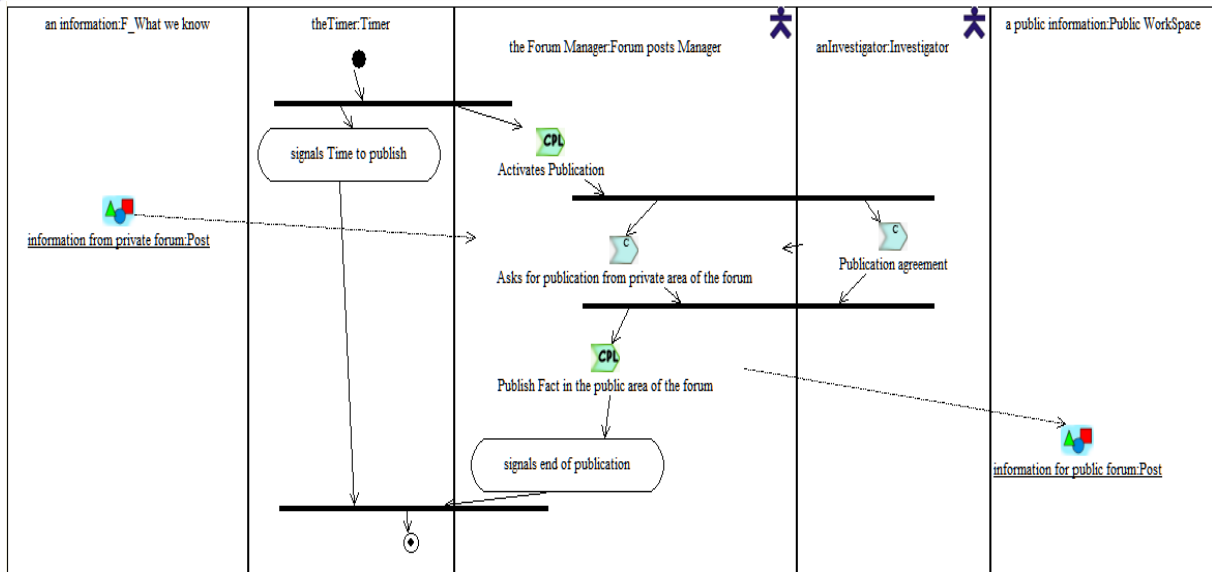 an information:F_What we know
theTimer:Timer
the Forum Manager:Forum posts Manager
anInvestigator:Investigator
a public information:Public WorkSpace
signals Time to publish
CPL
Activates Publication
information from private forum:Post
C
Asks for publication from private area of the forum
C
Publication agreement
CPL
Publish Fact in the public area of the forum
signals end of publication
information for public forum:Post